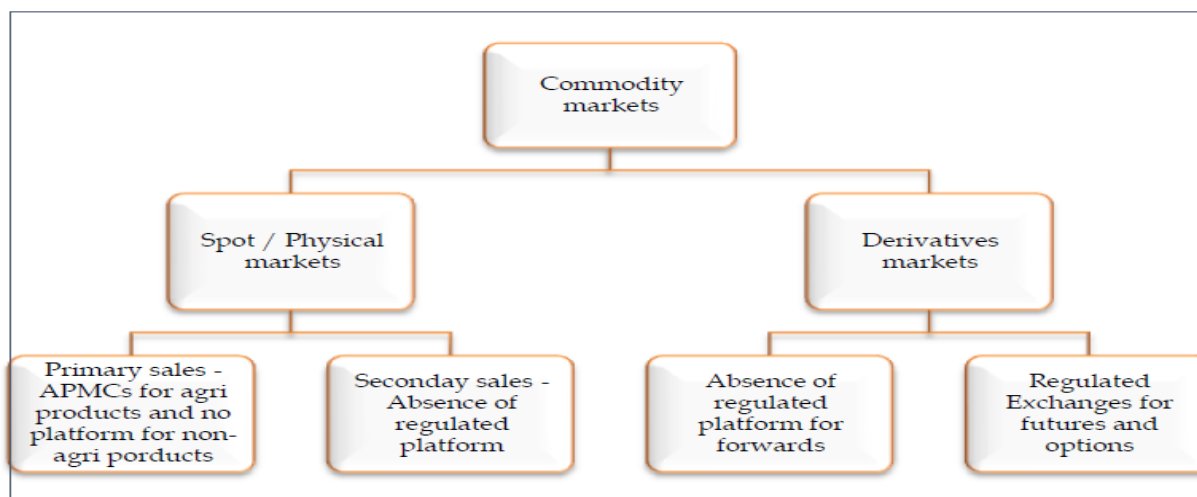 Commodity
markets
Spot / Physical
markets
Derivatives
markets
Primary sales -
APMCs for agri
products and no
platform for non-
agri porducts
Seconday sales -
Absence of
regulated
platform
Absence of
regulated
platform for
forwards
Regulated
Exchanges for
futures and
options